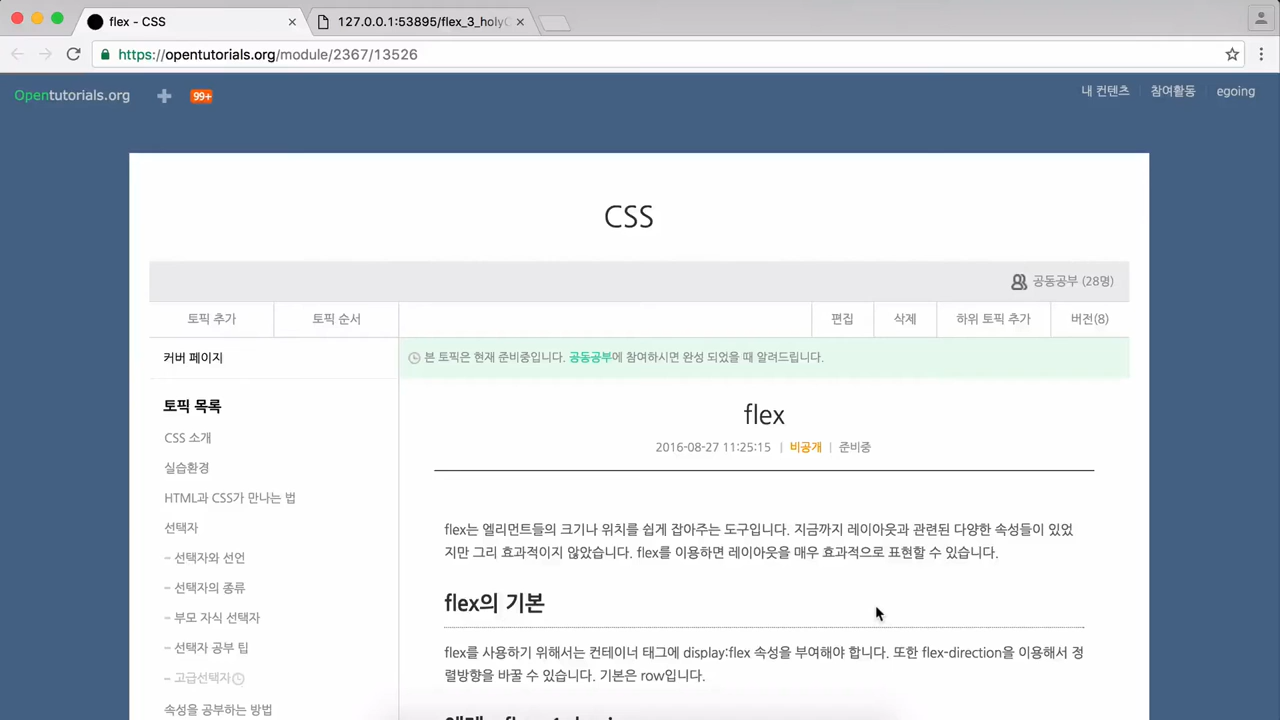 flex - CSS
127.0.0.1:53895/flex_3_holyG
https://opentutorials.org/module/2367/13526
Opentutorials.org
99+
내 컨텐츠
참여활동
egoing
CSS
공동공부 (28명)
토픽 추가
토픽 순서
편집
삭제
하위 토픽 추가
버전(8)
커버 페이지
본 토픽은 현재 준비중입니다. 공동공부에 참여하시면 완성 되었을 때 알려드립니다.
토픽 목록
CSS 소개
실습환경
HTML과 CSS가 만나는 법
선택자
– 선택자와 선언
– 선택자의 종류
– 부모 자식 선택자
– 선택자 공부 팁
– 고급선택자
속성을 공부하는 방법
flex
2016-08-27 11:25:15 | 비공개 | 준비중
flex는 엘리먼트들의 크기나 위치를 쉽게 잡아주는 도구입니다. 지금까지 레이아웃과 관련된 다양한 속성들이 있었
지만 그리 효과적이지 않았습니다. flex를 이용하면 레이아웃을 매우 효과적으로 표현할 수 있습니다.
flex의 기본
flex를 사용하기 위해서는 컨테이너 태그에 display:flex 속성을 부여해야 합니다. 또한 flex-direction을 이용해서 정
렬방향을 바꿀 수 있습니다. 기본은 row입니다.